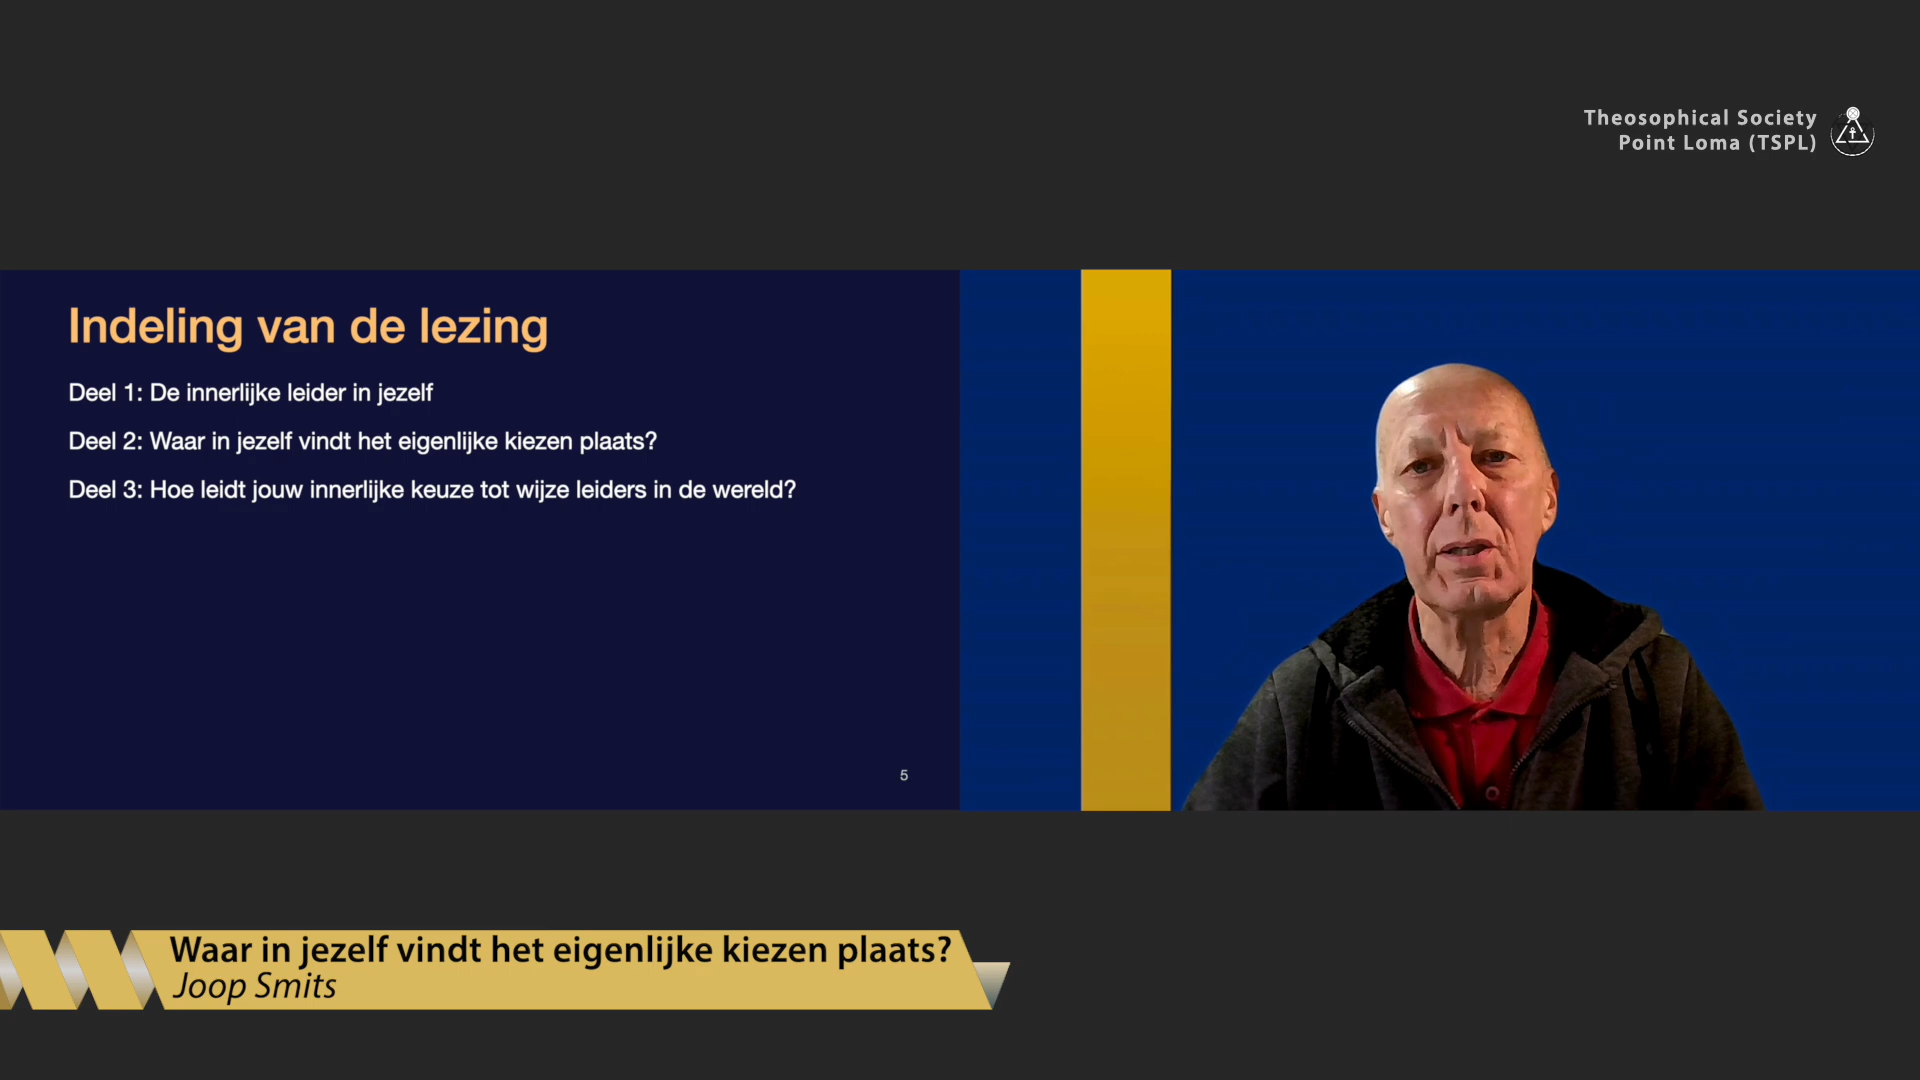 Theosophical Society
Point Loma (TSPL)
Indeling van de lezing
Deel 1: De innerlijke leider in jezelf
Deel 2: Waar in jezelf vindt het eigenlijke kiezen plaats?
Deel 3: Hoe leidt jouw innerlijke keuze tot wijze leiders in de wereld?
5
Waar in jezelf vindt het eigenlijke kiezen plaats?
Joop Smits